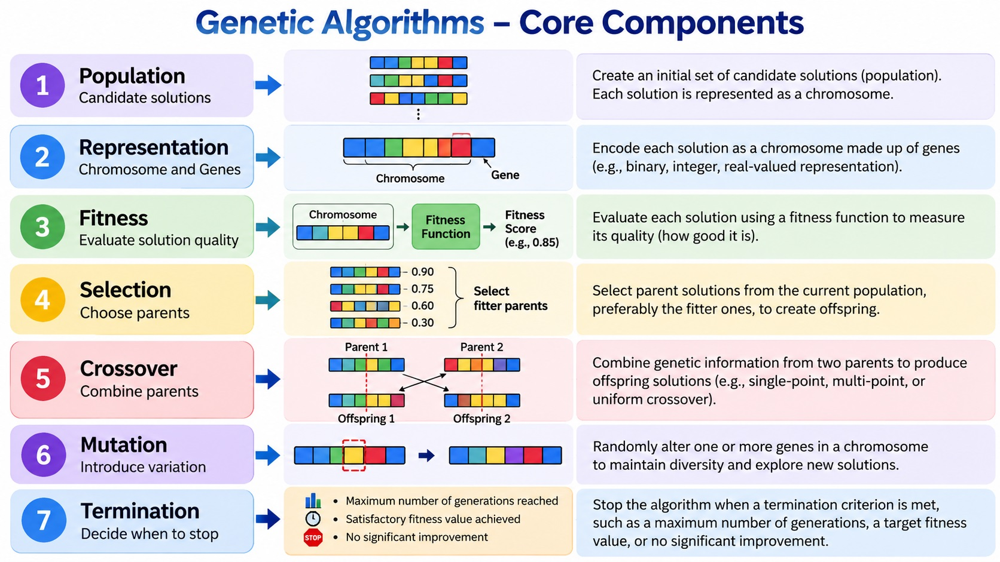 Genetic Algorithms – Core Components
1
Population
Candidate solutions
Create an initial set of candidate solutions (population).
Each solution is represented as a chromosome.
2
Representation
Chromosome and Genes
Chromosome
Gene
Encode each solution as a chromosome made up of genes
(e.g., binary, integer, real-valued representation).
3
Fitness
Evaluate solution quality
Chromosome
Fitness
Function
Fitness
Score
(e.g., 0.85)
Evaluate each solution using a fitness function to measure
its quality (how good it is).
4
Selection
Choose parents
0.90
0.75
0.60
0.30
Select
fitter parents
Select parent solutions from the current population,
preferably the fitter ones, to create offspring.
5
Crossover
Combine parents
Parent 1
Parent 2
Offspring 1
Offspring 2
Combine genetic information from two parents to produce
offspring solutions (e.g., single-point, multi-point, or
uniform crossover).
6
Mutation
Introduce variation
Randomly alter one or more genes in a chromosome
to maintain diversity and explore new solutions.
7
Termination
Decide when to stop
• Maximum number of generations reached
• Satisfactory fitness value achieved
STOP
• No significant improvement
Stop the algorithm when a termination criterion is met,
such as a maximum number of generations, a target fitness
value, or no significant improvement.